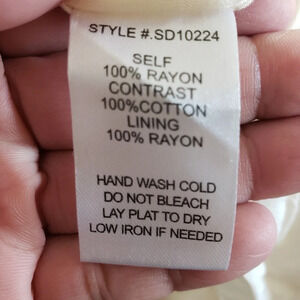 STYLE #.SD10224
SELF
100% RAYON
CONTRAST
100%COTTON
LINING
100% RAYON
HAND WASH COLD
DO NOT BLEACH
LAY PLAT TO DRY
LOW IRON IF NEEDED